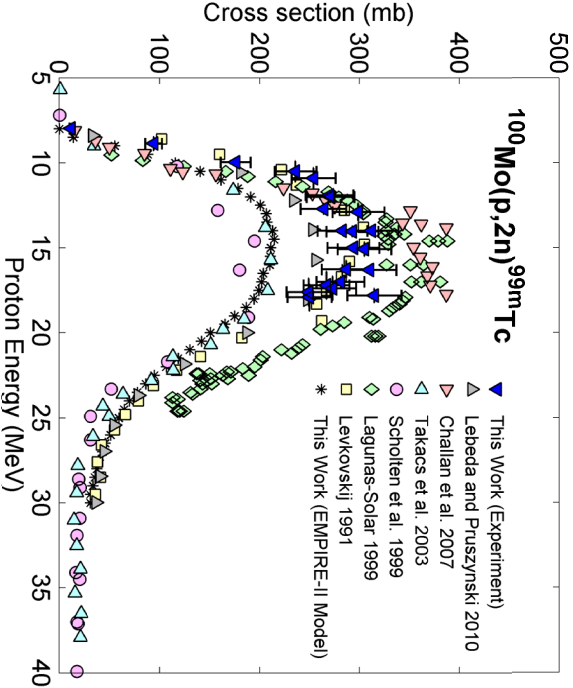 Cross section (mb)
0
100
200
300
400
500
5
10
15
20
25
30
35
40
Proton Energy (MeV)
¹⁰⁰Mo(p,2n)⁹⁹ᵐTc
This Work (Experiment)
Lebeda and Pruszynski 2010
Challan et al. 2007
Takacs et al. 2003
Scholten et al. 1999
Lagunas-Solar 1999
Levkovskij 1991
This Work (EMPIRE-II Model)